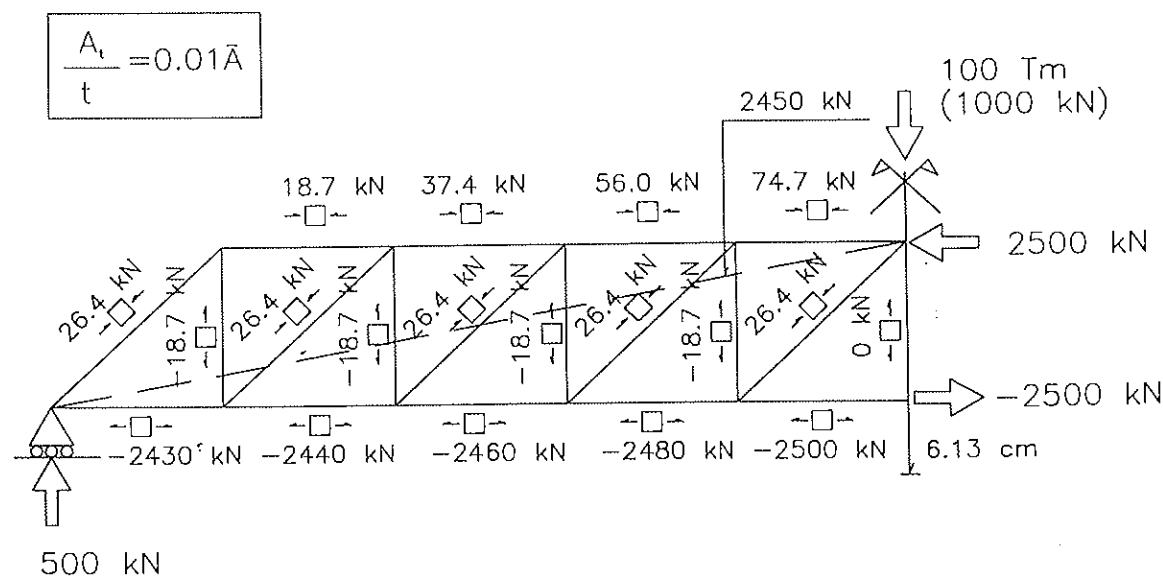 A_t / t = 0.01Ā
100 Tm
(1000 kN)
2450 kN
18.7 kN
37.4 kN
56.0 kN
74.7 kN
2500 kN
26.4 kN
-18.7 kN
26.4 kN
-18.7 kN
26.4 kN
-18.7 kN
26.4 kN
-18.7 kN
26.4 kN
0 kN
-2500 kN
-2430 kN
-2440 kN
-2460 kN
-2480 kN
-2500 kN
6.13 cm
500 kN